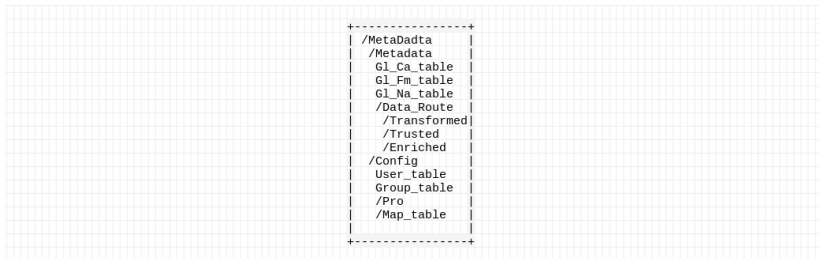 +----------------+
| /MetaDadta     |
|  /Metadata     |
|   Gl_Ca_table  |
|   Gl_Fm_table  |
|   Gl_Na_table  |
|   /Data_Route  |
|    /Transformed|
|    /Trusted    |
|    /Enriched   |
|  /Config       |
|   User_table   |
|   Group_table  |
|   /Pro         |
|   /Map_table   |
|                |
+----------------+